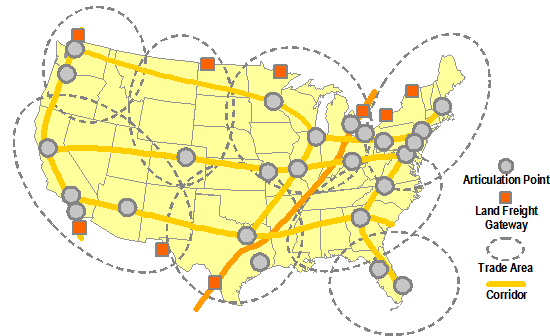 Articulation Point
Land Freight
Gateway
Trade Area
Corridor